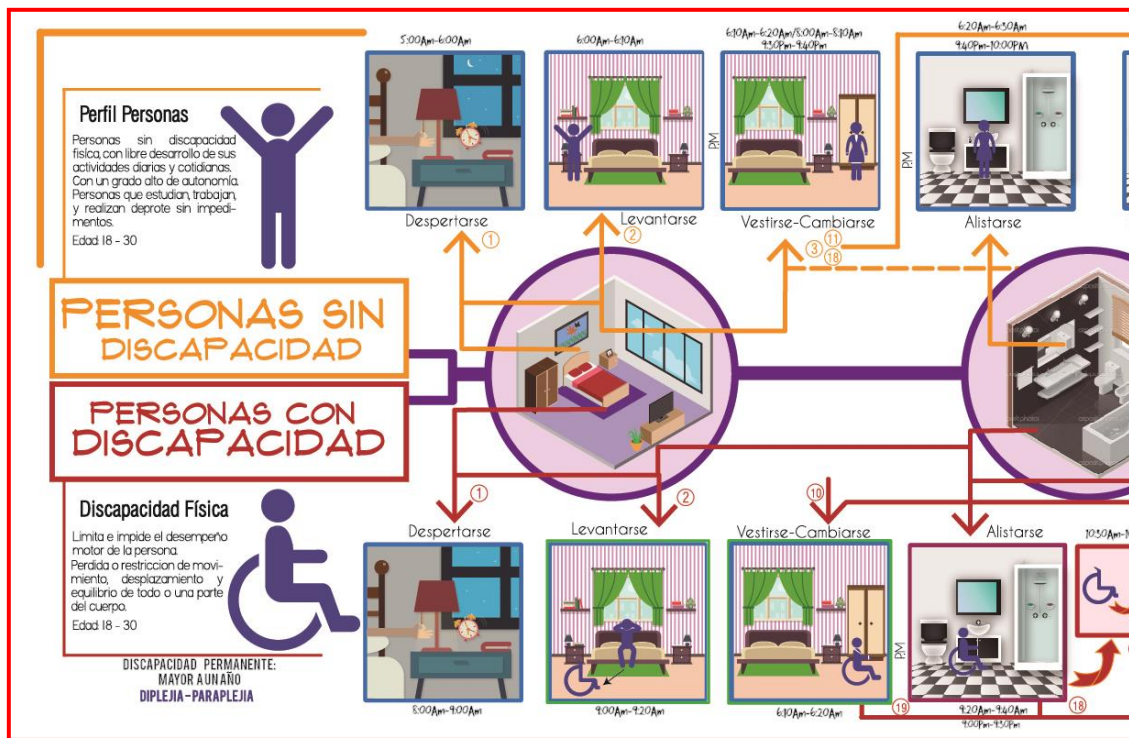 5:00Am-6:00Am
6:00Am-6:10Am
6:10Am-6:20Am/8:00Am-8:10Am
9:30Pm-9:40Pm
6:20Am-6:30Am
9:40Pm-10:00PM
Perfil Personas
Personas sin discapacidad
fisica, con libre desarrollo de sus
actividades diarias y cotidianas.
Con un grado alto de autonomía.
Personas que estudian, trabajan,
y realizan deprote sin impedi-
mentos.
Edad: 18 - 30
P.M
P.M
Despertarse
Levantarse
Vestirse-Cambiarse
Alistarse
1
2
3
11
18
PERSONAS SIN
DISCAPACIDAD
PERSONAS CON
DISCAPACIDAD
1
2
10
Discapacidad Física
Limita e impide el desempeño
motor de la persona.
Perdida o restriccion de movi-
miento, desplazamiento y
equilibrio de todo o una parte
del cuerpo.
Edad: 18 - 30
DISCAPACIDAD PERMANENTE:
MAYOR A UN AÑO
DIPLEJIA-PARAPLEJIA
Despertarse
Levantarse
Vestirse-Cambiarse
Alistarse
P.M
8:00Am-9:00Am
9:00Am-9:20Am
6:10Am-6:20Am
19
9:20Am-9:40Am
9:00Pm-9:30Pm
18